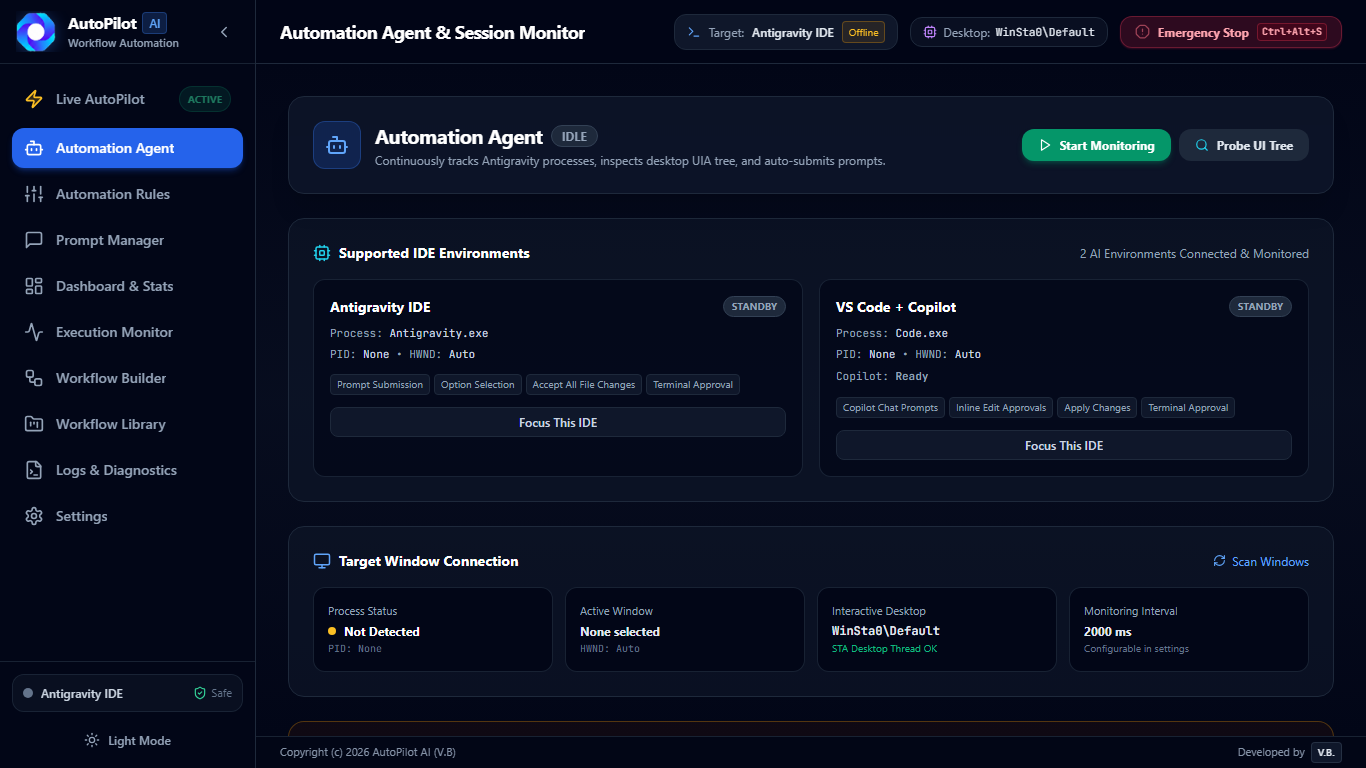 AutoPilot AI
Workflow Automation
Live AutoPilot ACTIVE
Automation Agent
Automation Rules
Prompt Manager
Dashboard & Stats
Execution Monitor
Workflow Builder
Workflow Library
Logs & Diagnostics
Settings
Antigravity IDE Safe
Light Mode
Automation Agent & Session Monitor
Target: Antigravity IDE Offline
Desktop: WinSta0\Default
Emergency Stop Ctrl+Alt+S
Automation Agent IDLE
Continuously tracks Antigravity processes, inspects desktop UIA tree, and auto-submits prompts.
Start Monitoring
Probe UI Tree
Supported IDE Environments
2 AI Environments Connected & Monitored
Antigravity IDE STANDBY
Process: Antigravity.exe
PID: None • HWND: Auto
Prompt Submission Option Selection Accept All File Changes Terminal Approval
Focus This IDE
VS Code + Copilot STANDBY
Process: Code.exe
PID: None • HWND: Auto
Copilot: Ready
Copilot Chat Prompts Inline Edit Approvals Apply Changes Terminal Approval
Focus This IDE
Target Window Connection
Scan Windows
Process Status
Not Detected
PID: None
Active Window
None selected
HWND: Auto
Interactive Desktop
WinSta0\Default
STA Desktop Thread OK
Monitoring Interval
2000 ms
Configurable in settings
Copyright (c) 2026 AutoPilot AI (V.B)
Developed by V.B.